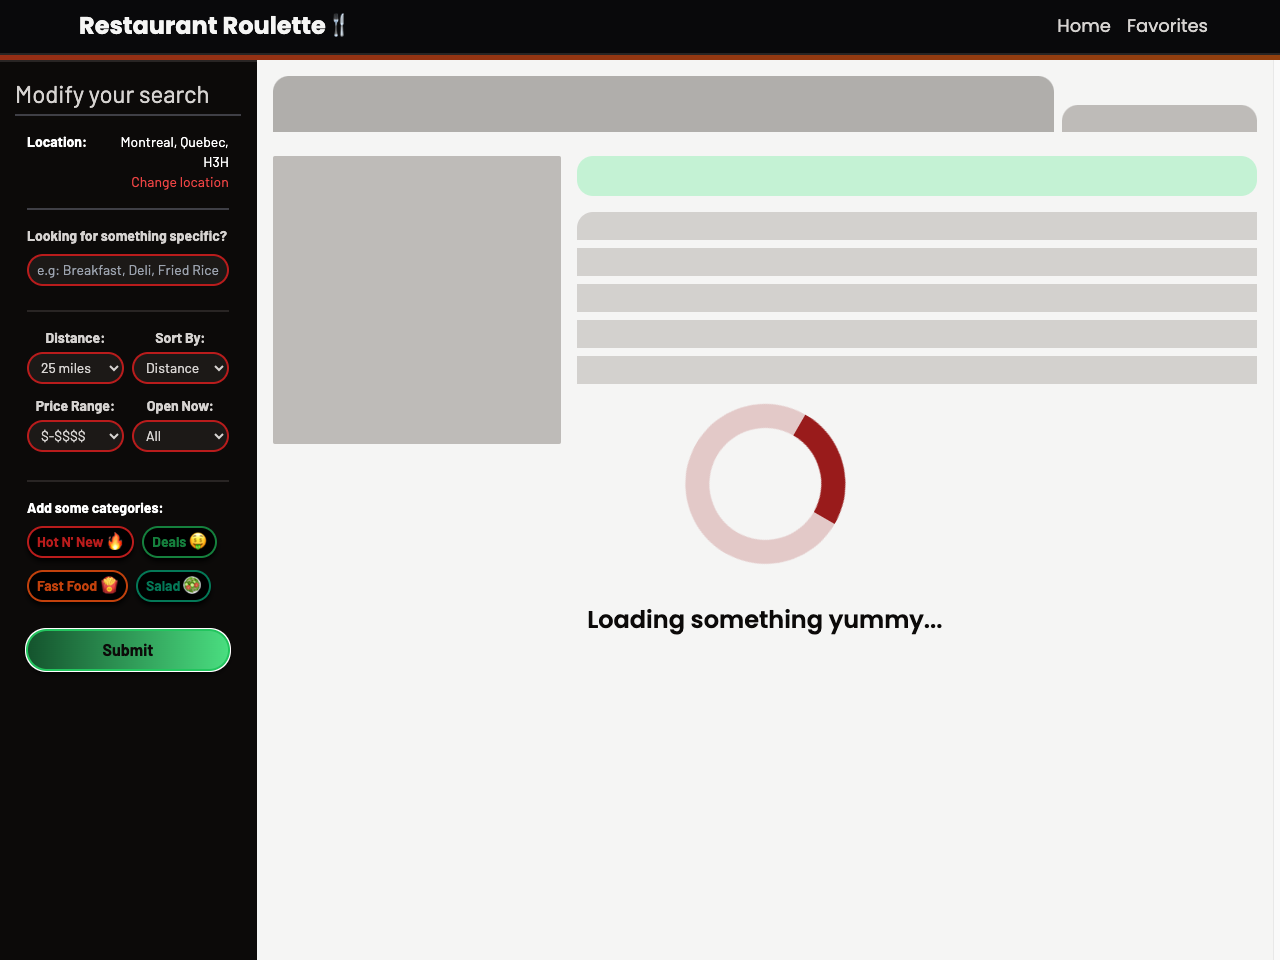 Restaurant Roulette🍴
Home Favorites
Modify your search
Location: Montreal, Quebec,
H3H
Change location
Looking for something specific?
e.g: Breakfast, Deli, Fried Rice
Distance: Sort By:
25 miles Distance
Price Range: Open Now:
$-$$$$ All
Add some categories:
Hot N' New🔥 Deals🤑
Fast Food🍟 Salad🥗
Submit
Loading something yummy...